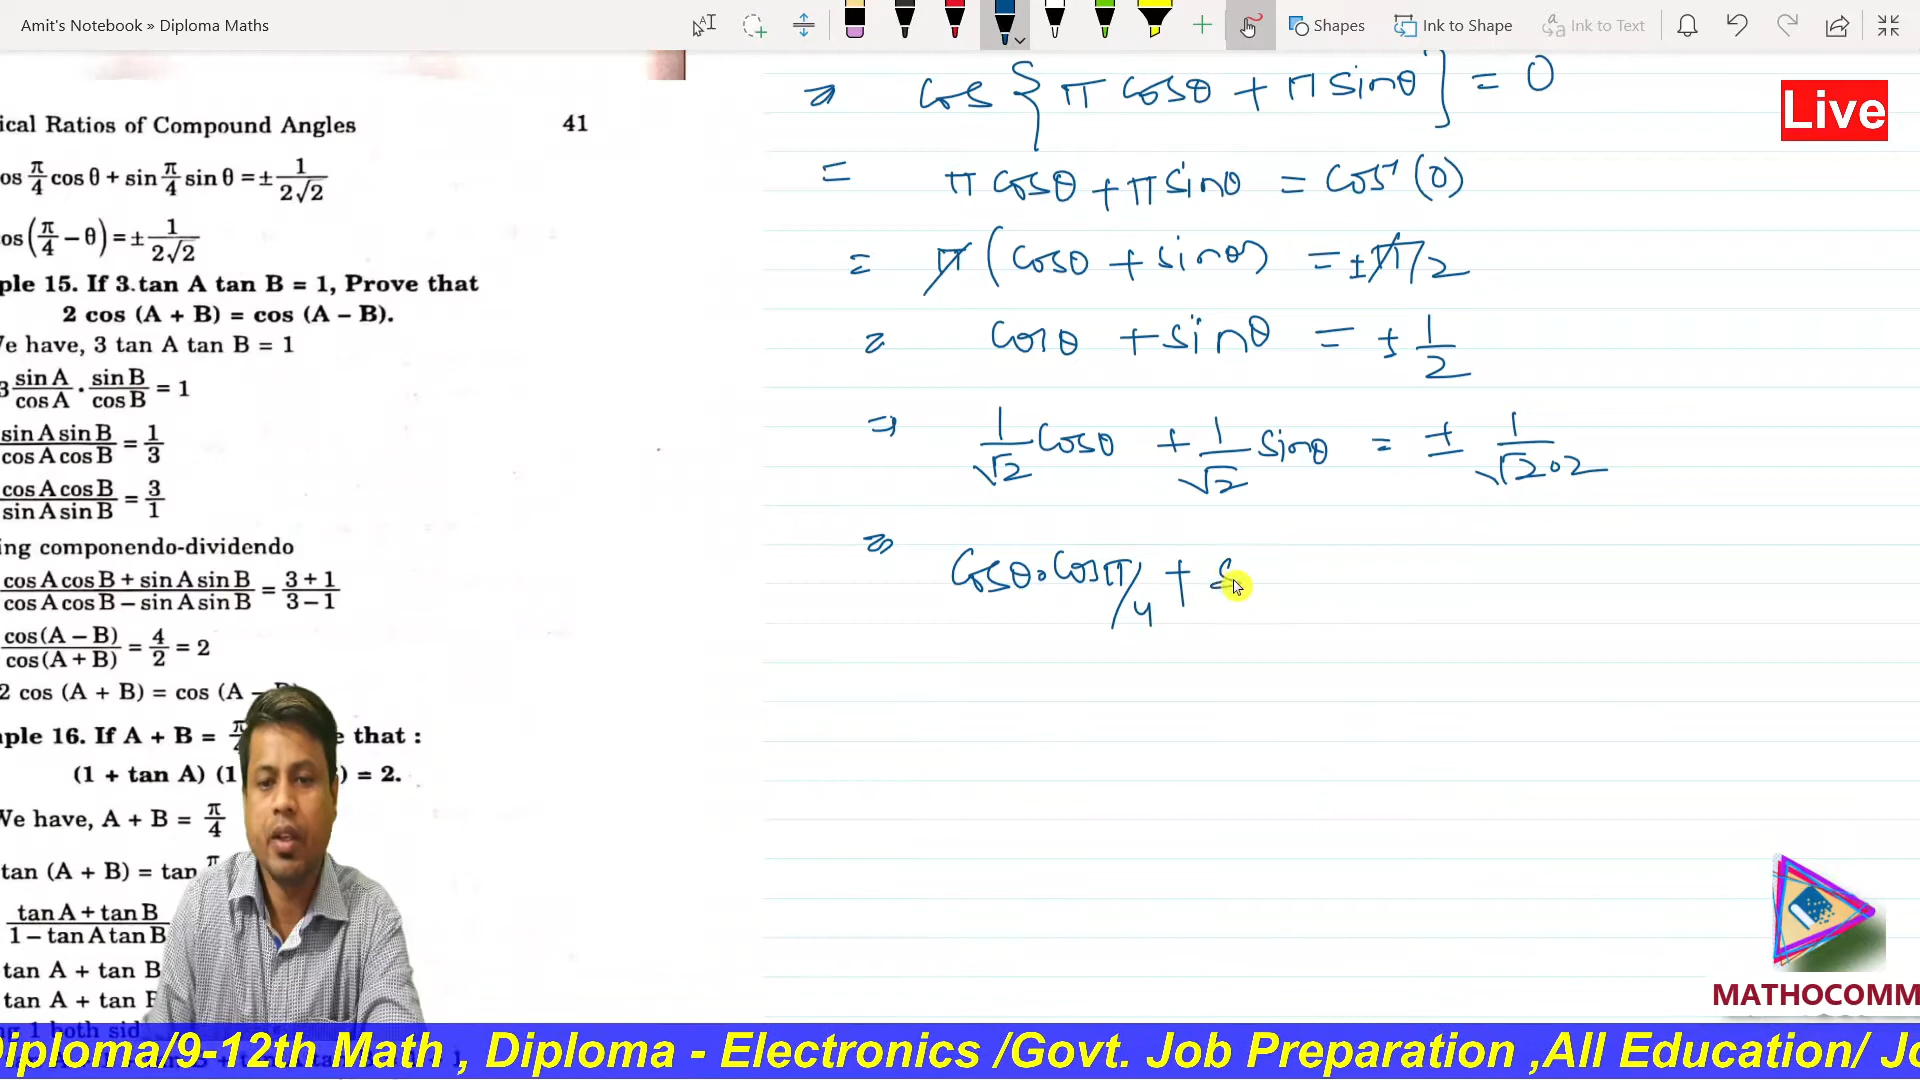 Amit's Notebook » Diploma Maths
Shapes
Ink to Shape
Ink to Text
ical Ratios of Compound Angles 41
os π/4 cos θ + sin π/4 sin θ = ± 1/2√2
os(π/4 − θ) = ± 1/2√2
ple 15. If 3.tan A tan B = 1, Prove that
2 cos (A + B) = cos (A − B).
e have, 3 tan A tan B = 1
3 sin A/cos A · sin B/cos B = 1
sin A sin B/cos A cos B = 1/3
cos A cos B/sin A sin B = 3/1
ing componendo-dividendo
cos A cos B + sin A sin B/cos A cos B − sin A sin B = 3 + 1/3 − 1
cos (A − B)/cos (A + B) = 4/2 = 2
2 cos (A + B) = cos (A −
ple 16. If A + B = π e that :
(1 + tan A) (1 ) = 2.
We have, A + B = π/4
tan (A + B) = tan π
tan A + tan B/1 − tan A tan B
tan A + tan B
tan A + tan
1 both sid
⇒ cos { π cosθ + π sinθ } = 0
= π cosθ + π sinθ = cos⁻¹ (0)
= π (cosθ + sinθ) = ± π/2
= cosθ + sinθ = ± 1/2
⇒ 1/√2 cosθ + 1/√2 sinθ = ± 1/√2·2
⇒ cosθ · cos π/4 + s
Live
MATHOCOMM
Diploma/9-12th Math , Diploma - Electronics /Govt. Job Preparation ,All Education/ Jo